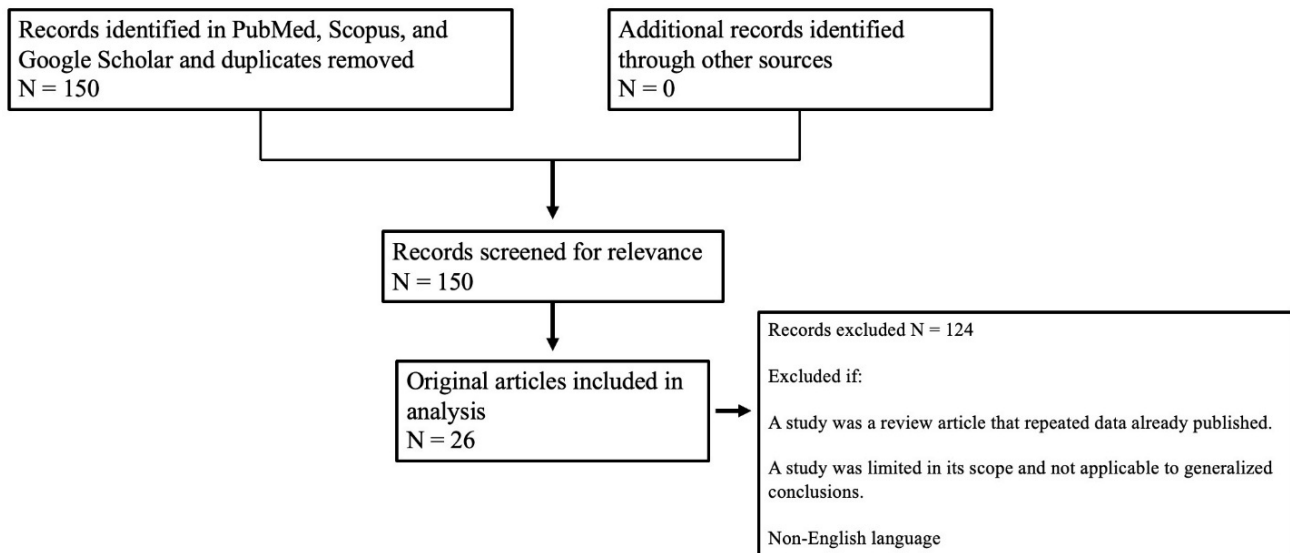 Records identified in PubMed, Scopus, and
Google Scholar and duplicates removed
N = 150
Additional records identified
through other sources
N = 0
Records screened for relevance
N = 150
Original articles included in
analysis
N = 26
Records excluded N = 124
Excluded if:
A study was a review article that repeated data already published.
A study was limited in its scope and not applicable to generalized
conclusions.
Non-English language